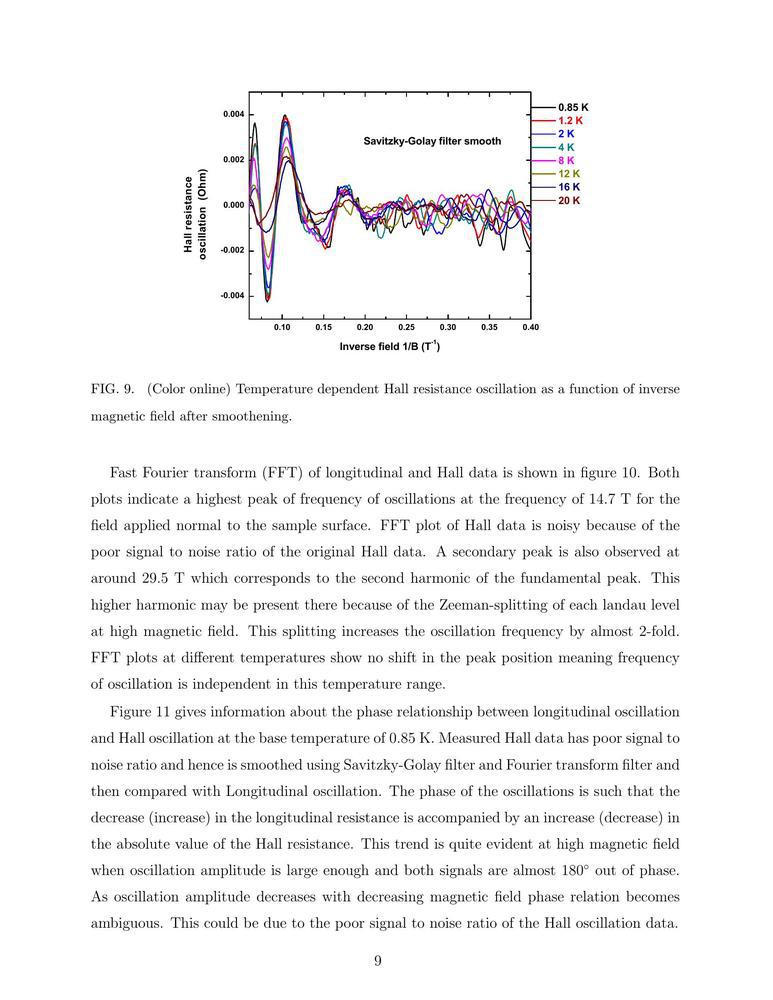 0.004
0.002
0.000
-0.002
-0.004
Hall resistance
oscillation (Ohm)
Savitzky-Golay filter smooth
0.85 K
1.2 K
2 K
4 K
8 K
12 K
16 K
20 K
0.10 0.15 0.20 0.25 0.30 0.35 0.40
Inverse field 1/B (T⁻¹)
FIG. 9. (Color online) Temperature dependent Hall resistance oscillation as a function of inverse
magnetic field after smoothening.
Fast Fourier transform (FFT) of longitudinal and Hall data is shown in figure 10. Both
plots indicate a highest peak of frequency of oscillations at the frequency of 14.7 T for the
field applied normal to the sample surface. FFT plot of Hall data is noisy because of the
poor signal to noise ratio of the original Hall data. A secondary peak is also observed at
around 29.5 T which corresponds to the second harmonic of the fundamental peak. This
higher harmonic may be present there because of the Zeeman-splitting of each landau level
at high magnetic field. This splitting increases the oscillation frequency by almost 2-fold.
FFT plots at different temperatures show no shift in the peak position meaning frequency
of oscillation is independent in this temperature range.
Figure 11 gives information about the phase relationship between longitudinal oscillation
and Hall oscillation at the base temperature of 0.85 K. Measured Hall data has poor signal to
noise ratio and hence is smoothed using Savitzky-Golay filter and Fourier transform filter and
then compared with Longitudinal oscillation. The phase of the oscillations is such that the
decrease (increase) in the longitudinal resistance is accompanied by an increase (decrease) in
the absolute value of the Hall resistance. This trend is quite evident at high magnetic field
when oscillation amplitude is large enough and both signals are almost 180° out of phase.
As oscillation amplitude decreases with decreasing magnetic field phase relation becomes
ambiguous. This could be due to the poor signal to noise ratio of the Hall oscillation data.
9